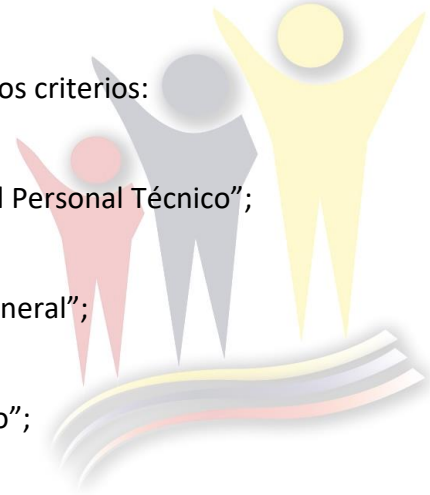 os criterios:
l Personal Técnico”;
neral”;
o”;